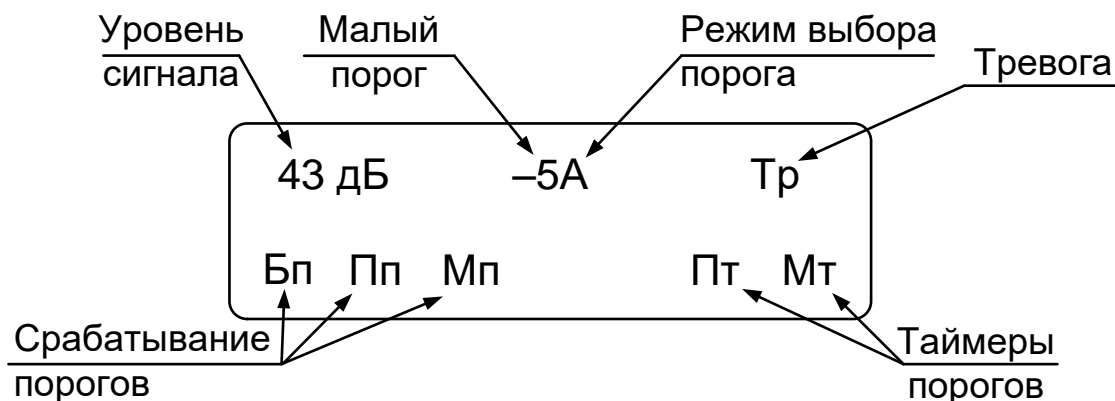 Уровень
сигнала
Малый
порог
Режим выбора
порога
Тревога
43 дБ –5А Тр
Бп Пп Мп Пт Мт
Срабатывание
порогов
Таймеры
порогов